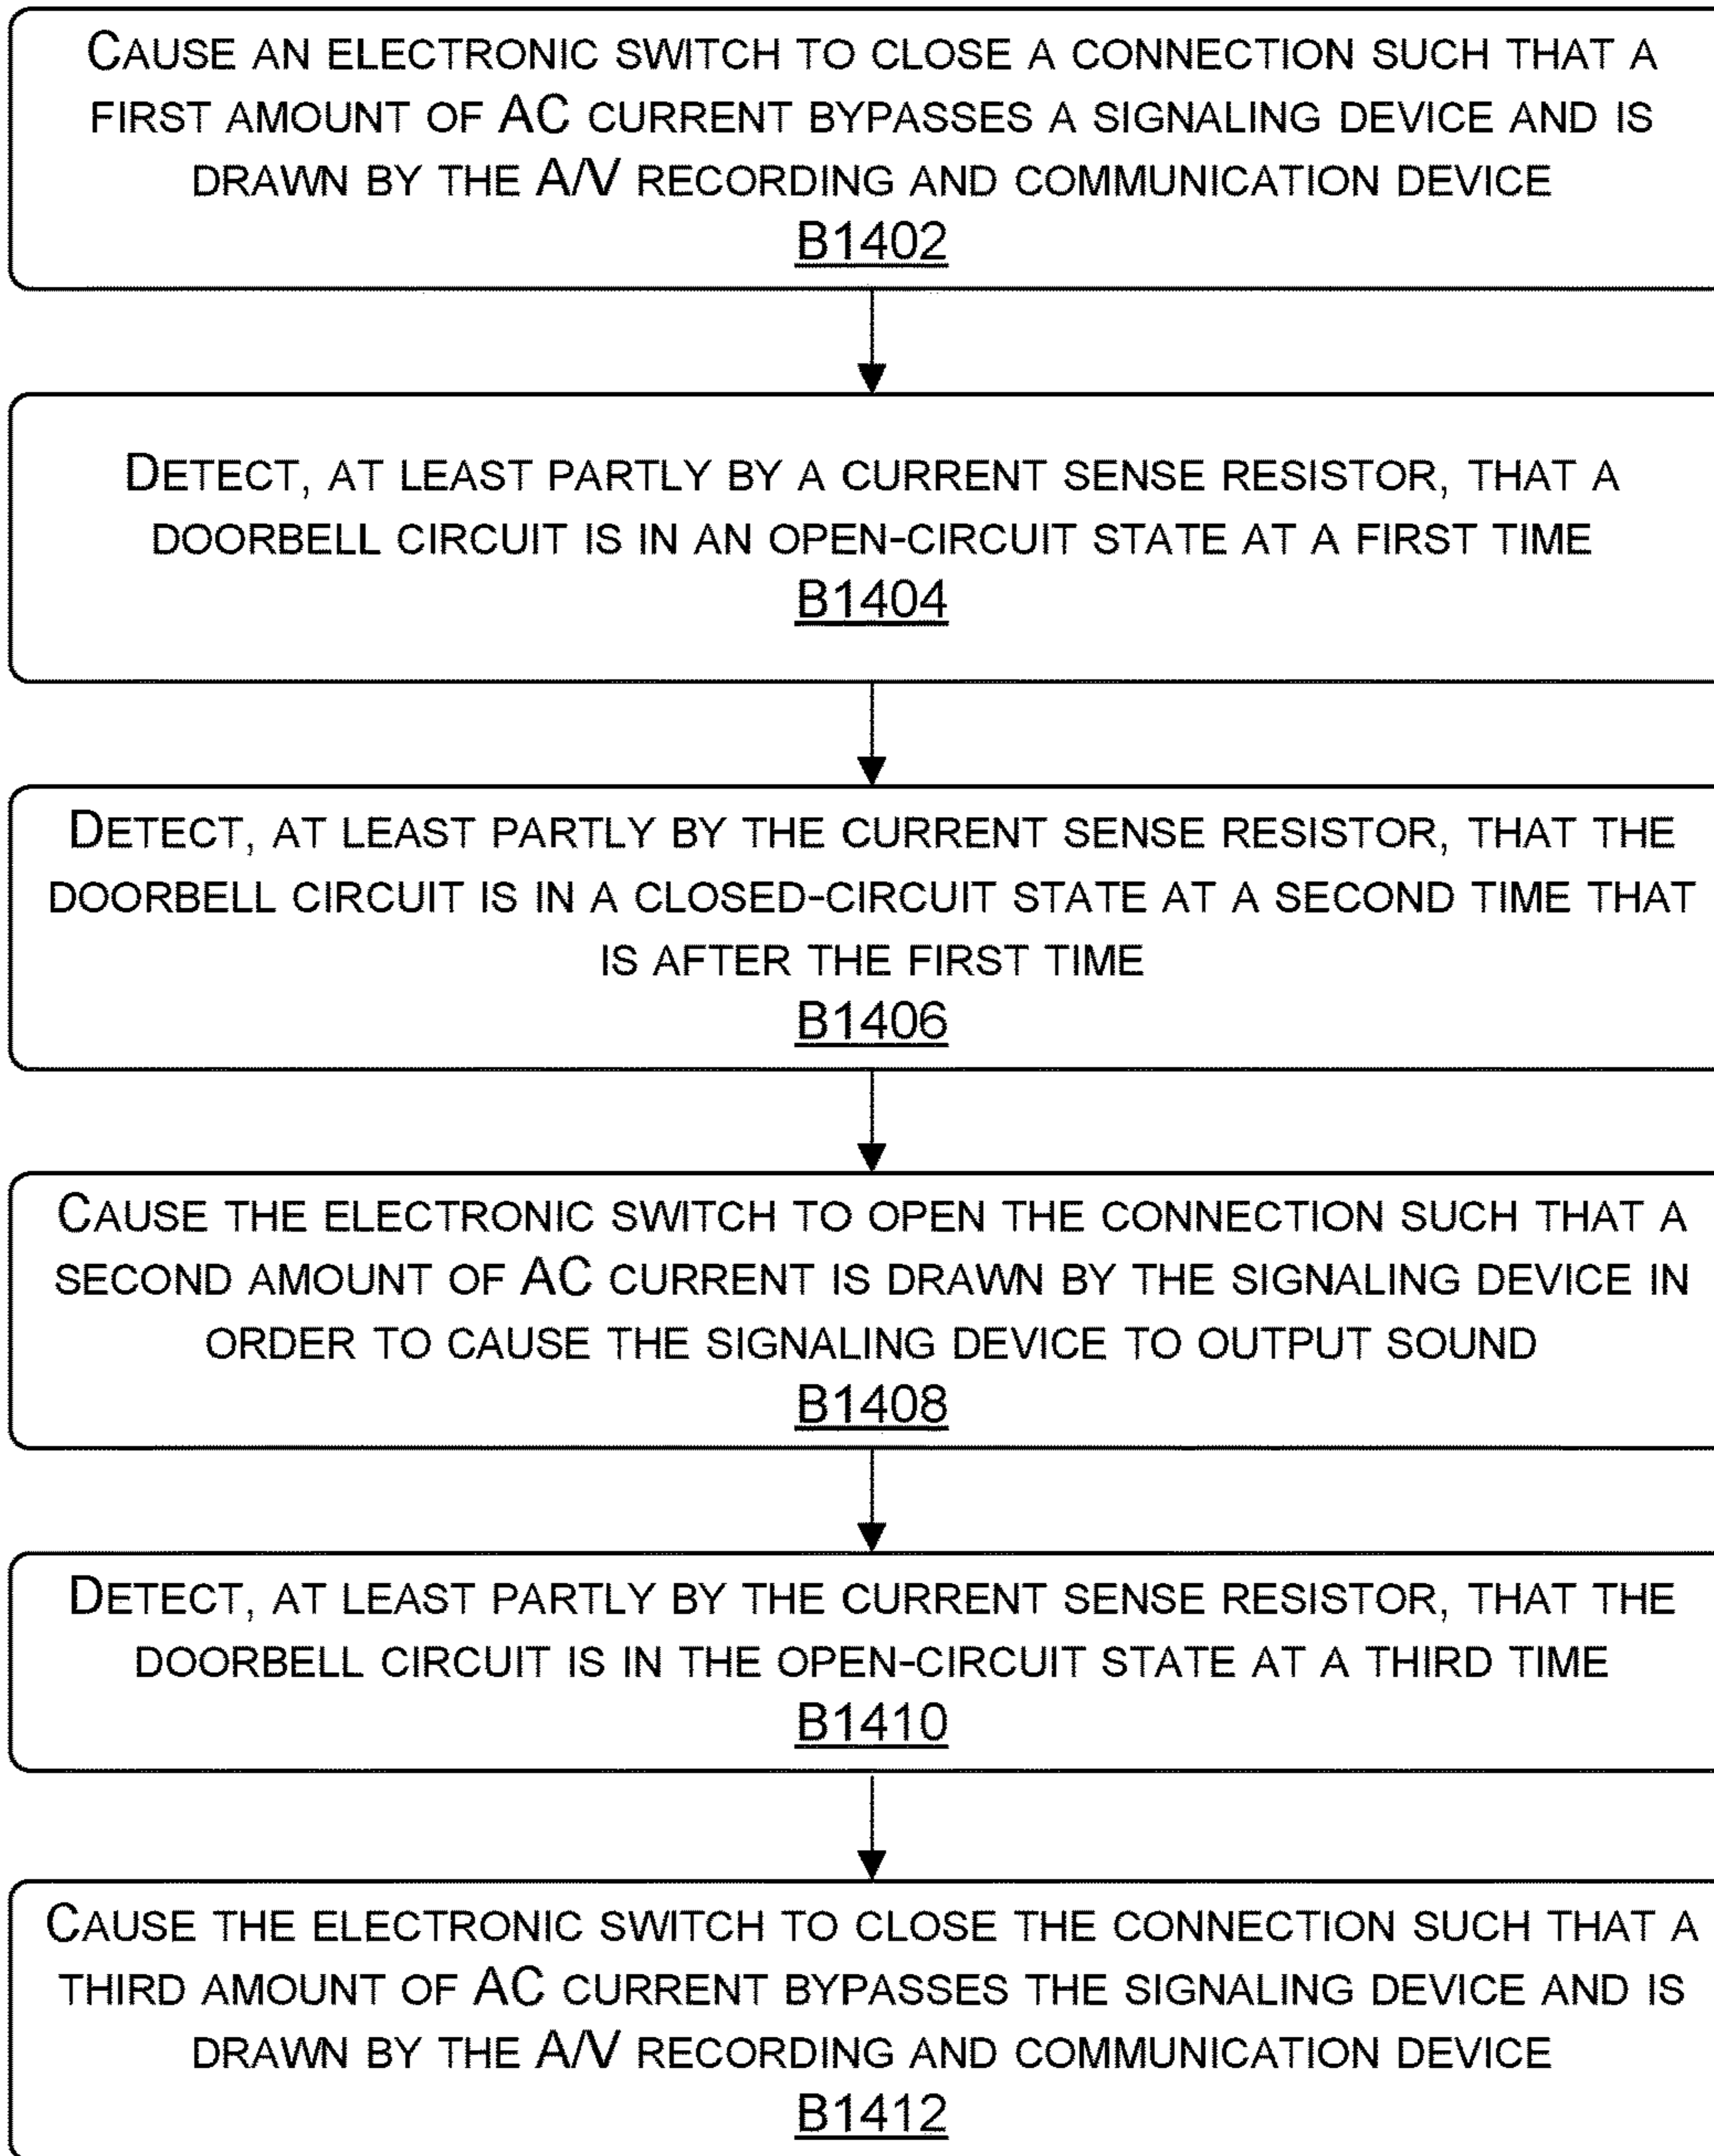 CAUSE AN ELECTRONIC SWITCH TO CLOSE A CONNECTION SUCH THAT A
FIRST AMOUNT OF AC CURRENT BYPASSES A SIGNALING DEVICE AND IS
DRAWN BY THE A/V RECORDING AND COMMUNICATION DEVICE
B1402
DETECT, AT LEAST PARTLY BY A CURRENT SENSE RESISTOR, THAT A
DOORBELL CIRCUIT IS IN AN OPEN-CIRCUIT STATE AT A FIRST TIME
B1404
DETECT, AT LEAST PARTLY BY THE CURRENT SENSE RESISTOR, THAT THE
DOORBELL CIRCUIT IS IN A CLOSED-CIRCUIT STATE AT A SECOND TIME THAT
IS AFTER THE FIRST TIME
B1406
CAUSE THE ELECTRONIC SWITCH TO OPEN THE CONNECTION SUCH THAT A
SECOND AMOUNT OF AC CURRENT IS DRAWN BY THE SIGNALING DEVICE IN
ORDER TO CAUSE THE SIGNALING DEVICE TO OUTPUT SOUND
B1408
DETECT, AT LEAST PARTLY BY THE CURRENT SENSE RESISTOR, THAT THE
DOORBELL CIRCUIT IS IN THE OPEN-CIRCUIT STATE AT A THIRD TIME
B1410
CAUSE THE ELECTRONIC SWITCH TO CLOSE THE CONNECTION SUCH THAT A
THIRD AMOUNT OF AC CURRENT BYPASSES THE SIGNALING DEVICE AND IS
DRAWN BY THE A/V RECORDING AND COMMUNICATION DEVICE
B1412